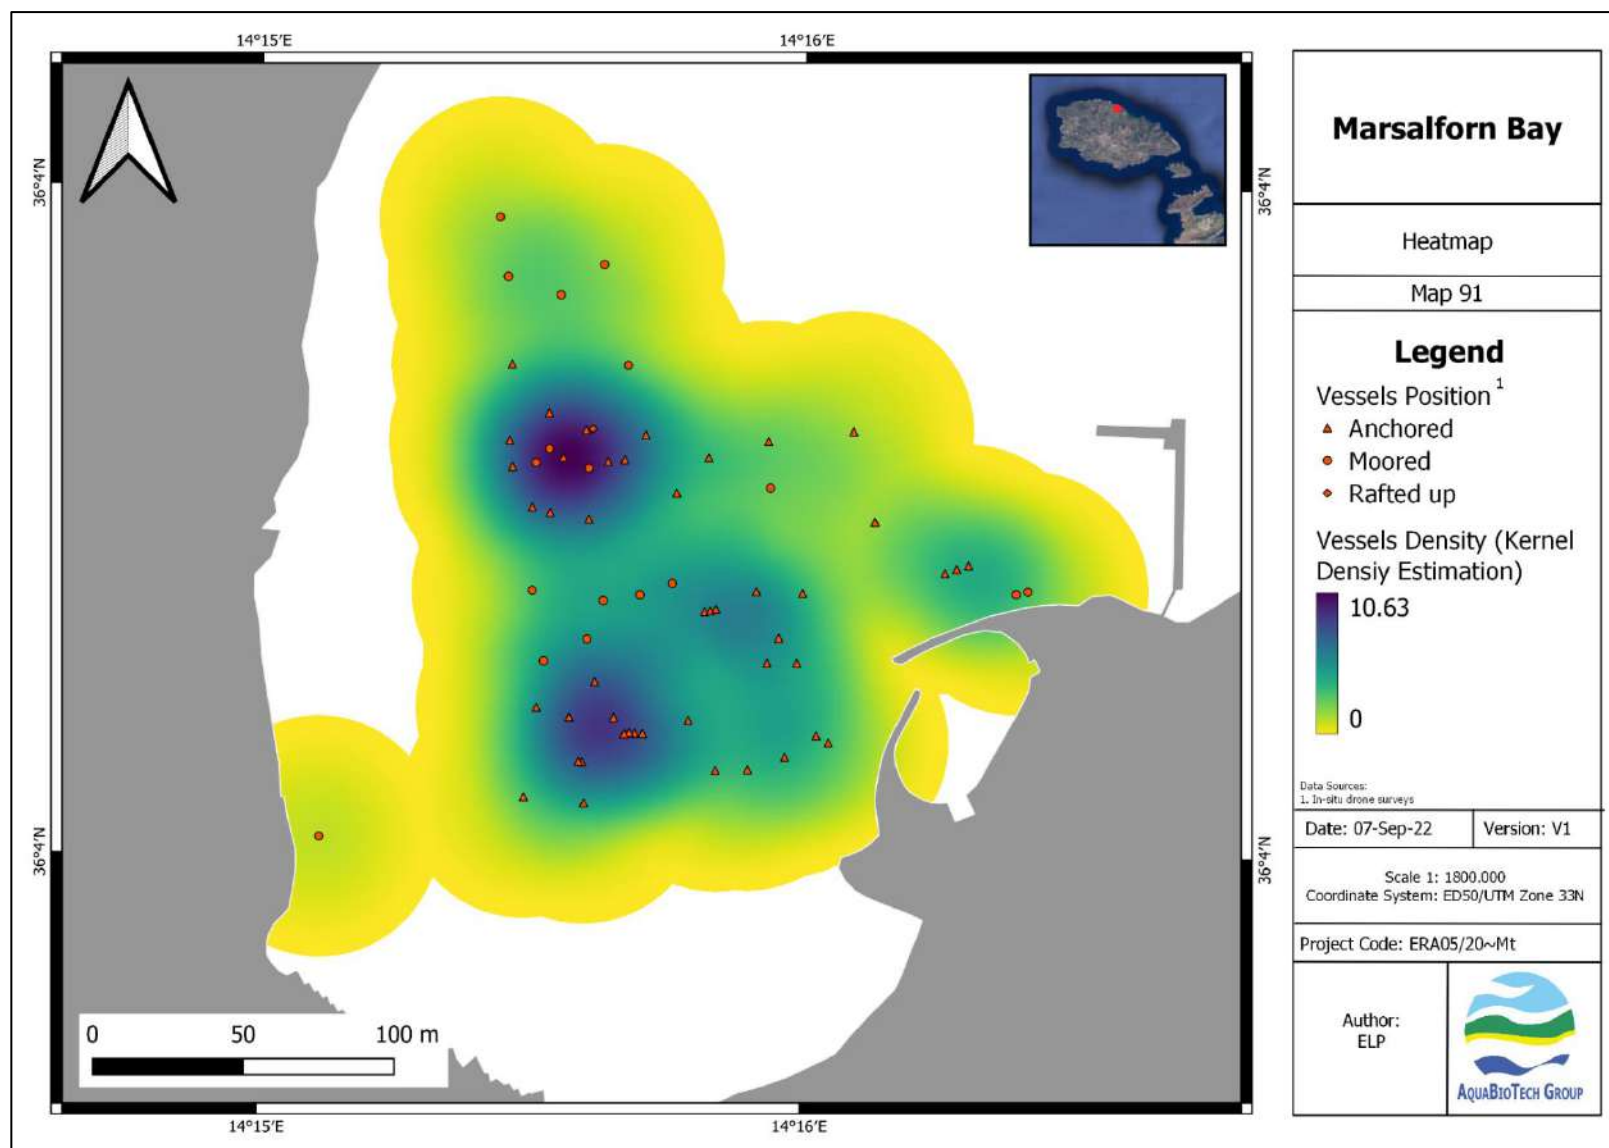 14°15'E
14°16'E
36°4'N
36°4'N
36°4'N
36°4'N
14°15'E
14°16'E
0 50 100 m
Marsalforn Bay
Heatmap
Map 91
Legend
Vessels Position 1
Anchored
Moored
Rafted up
Vessels Density (Kernel
Densiy Estimation)
10.63
0
Data Sources:
1. In-situ drone surveys
Date: 07-Sep-22
Version: V1
Scale 1: 1800.000
Coordinate System: ED50/UTM Zone 33N
Project Code: ERA05/20~Mt
Author:
ELP
AQUABIOTECH GROUP